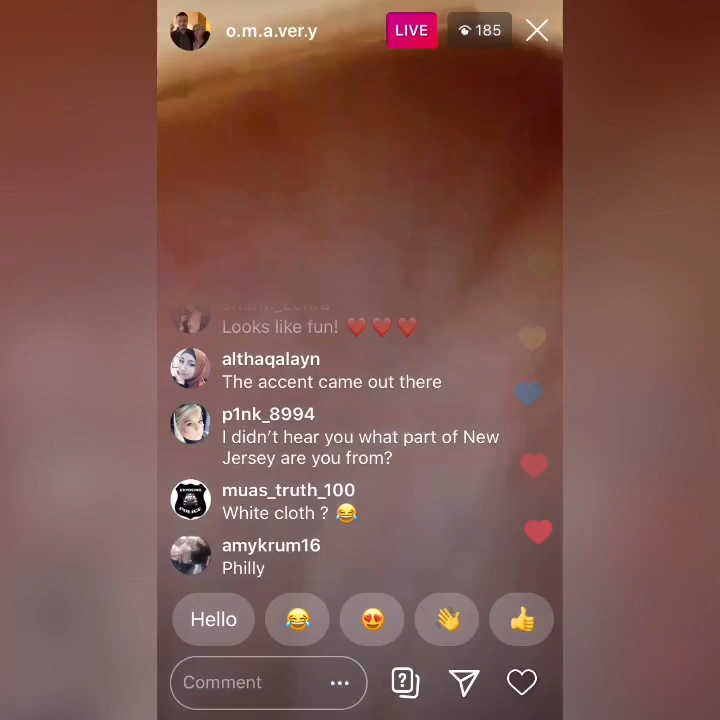 o.m.a.ver.y
LIVE
185
Looks like fun! ❤️ ❤️ ❤️
althaqalayn
The accent came out there
p1nk_8994
I didn’t hear you what part of New
Jersey are you from?
muas_truth_100
White cloth ? 😂
amykrum16
Philly
Hello 😂 😍 👋 👍
Comment